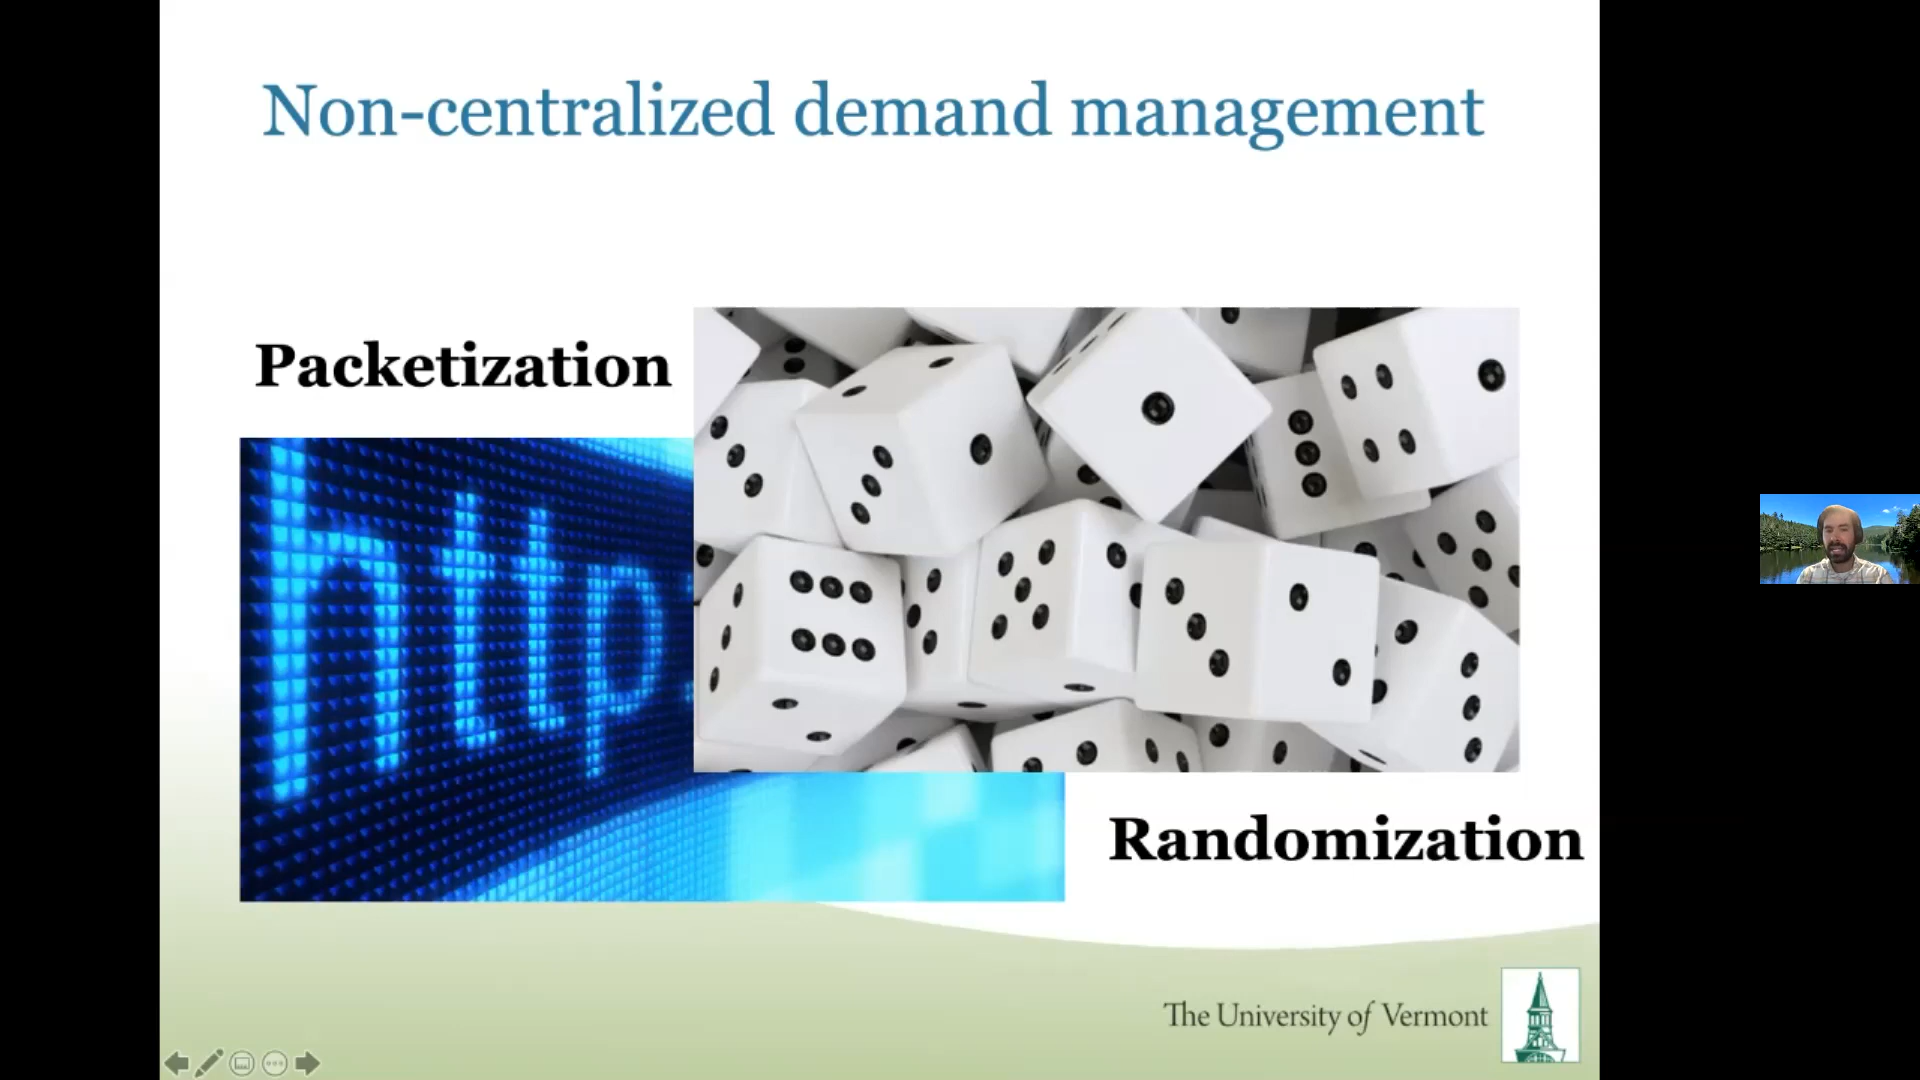 Non-centralized demand management
Packetization
http:
Randomization
The University of Vermont